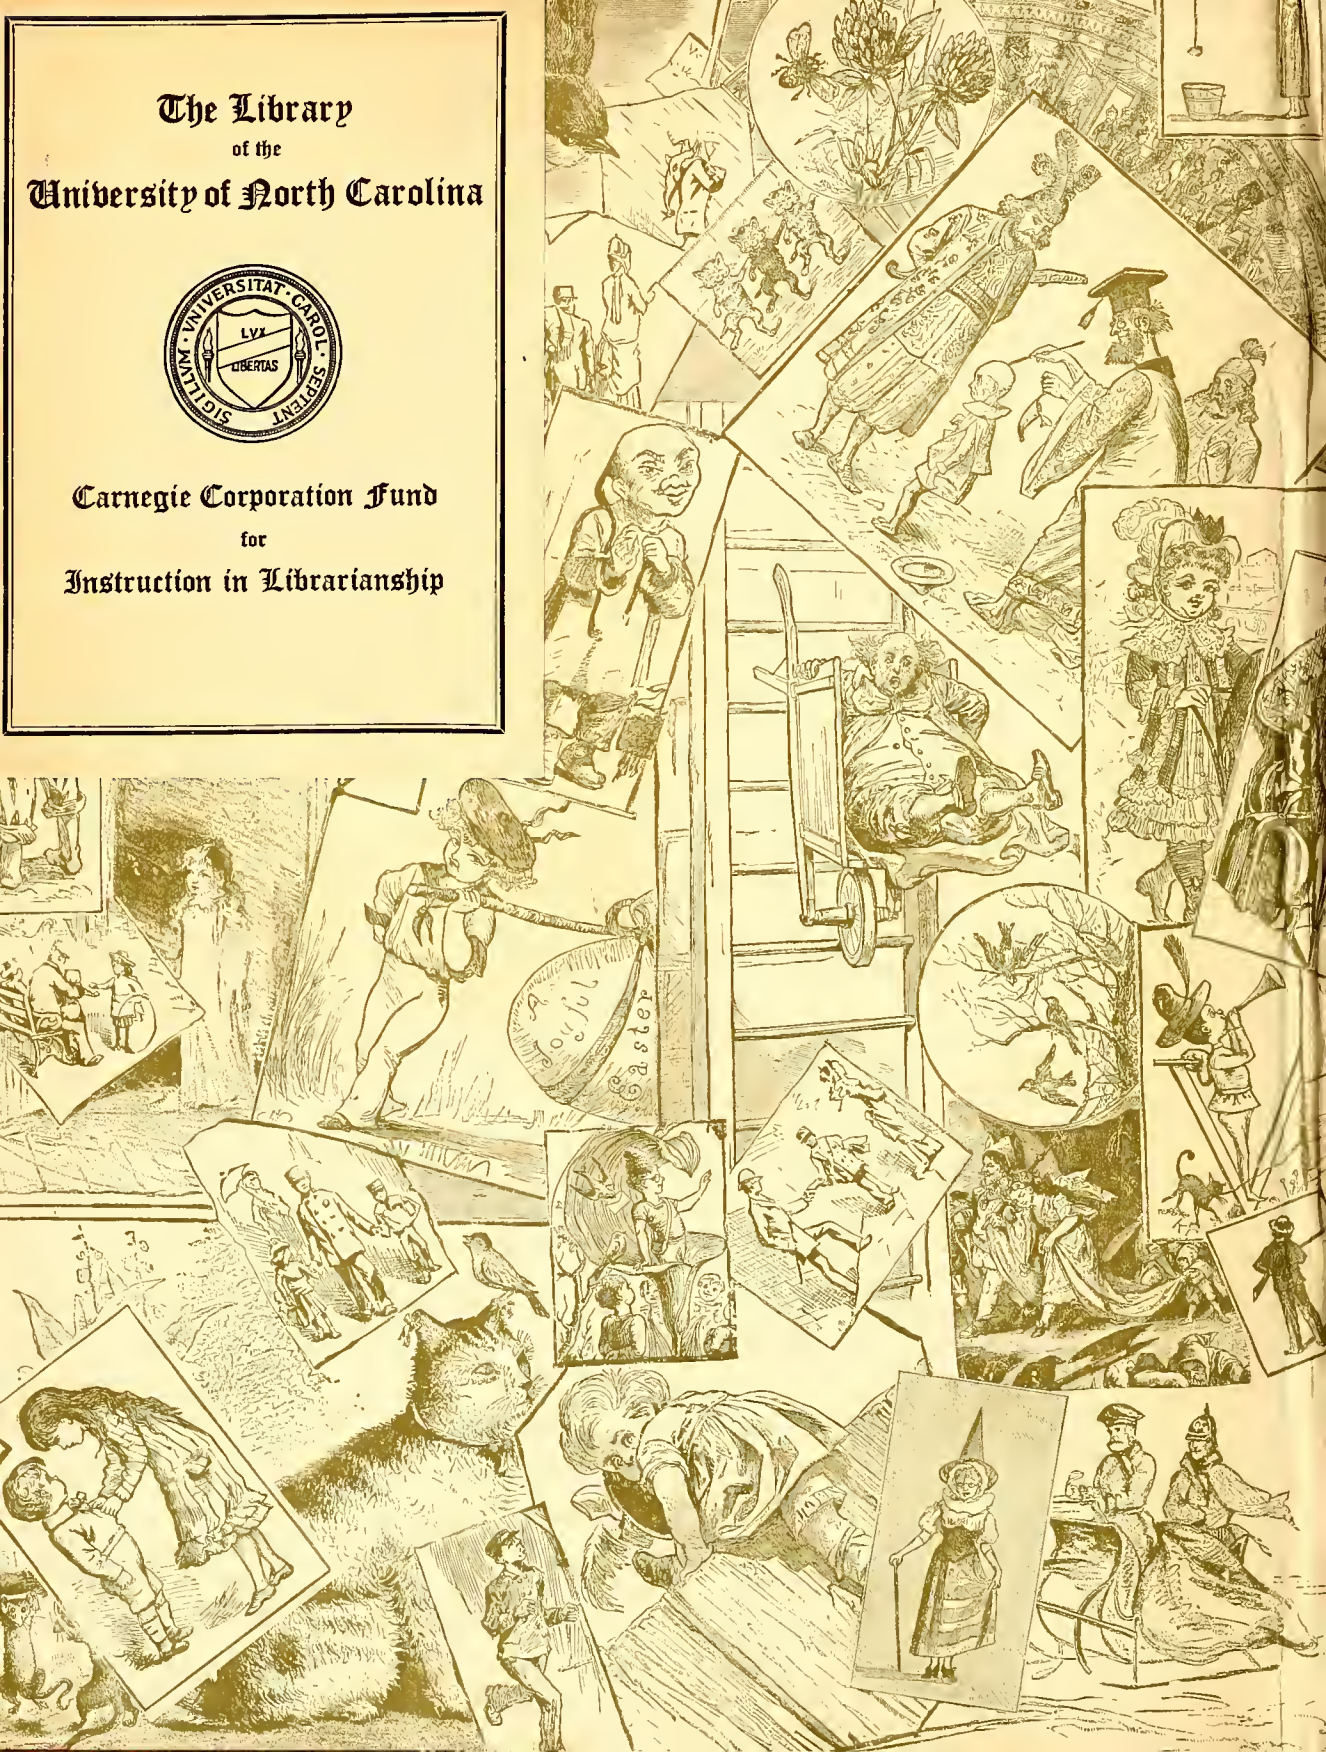 The Library
of the
University of North Carolina
SIGILLVM · VNIVERSITAT · CAROL · SEPTENT
LVX
LIBERTAS
Carnegie Corporation Fund
for
Instruction in Librarianship
A
Joyful
Easter